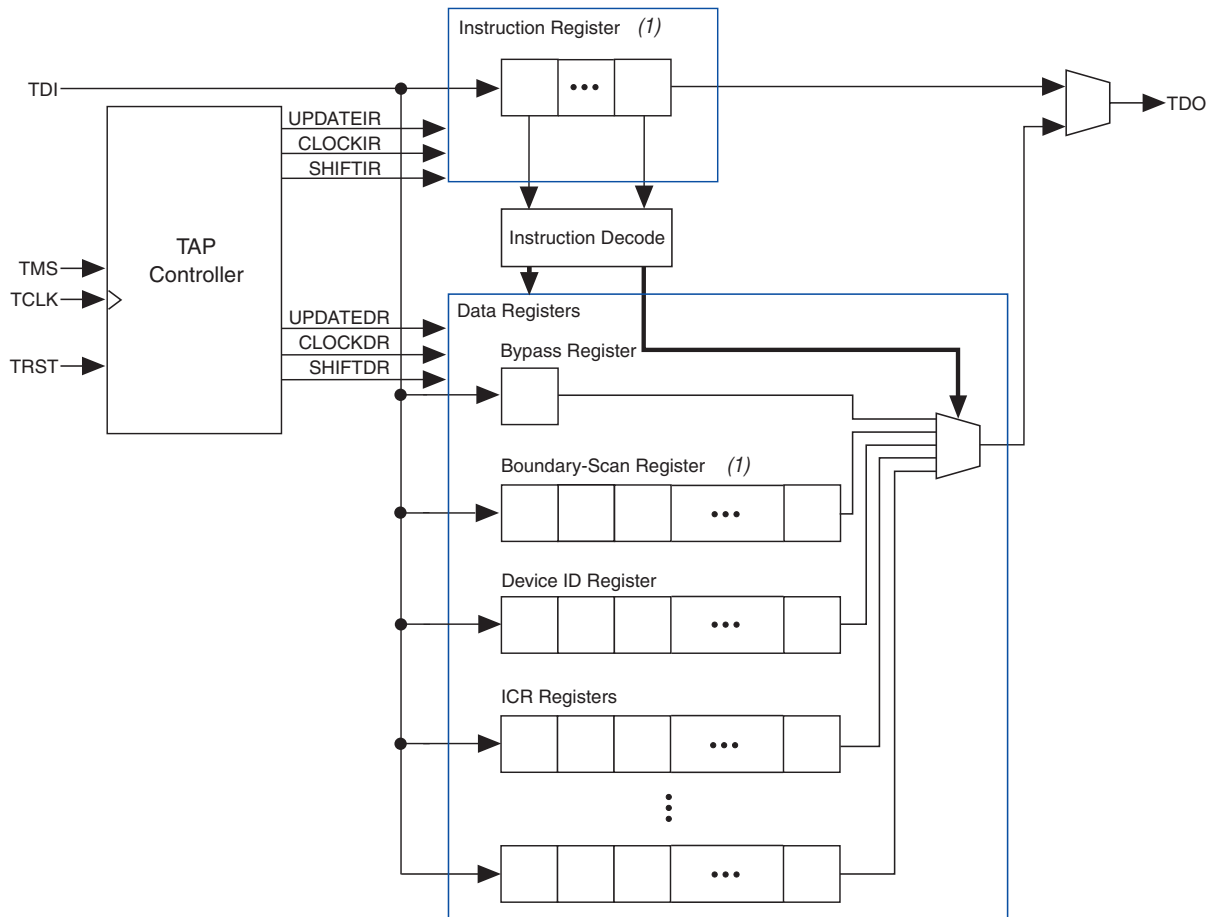 Instruction Register (1)
TDI
TDO
UPDATEIR
CLOCKIR
SHIFTIR
TAP
Controller
Instruction Decode
TMS
TCLK
TRST
Data Registers
UPDATEDR
CLOCKDR
SHIFTDR
Bypass Register
Boundary-Scan Register (1)
Device ID Register
ICR Registers